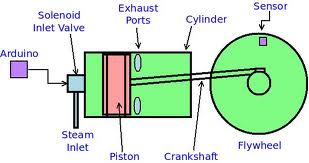 Solenoid
Inlet Valve
Exhaust
Ports
Cylinder
Sensor
Arduino
Steam
Inlet
Piston
Crankshaft
Flywheel